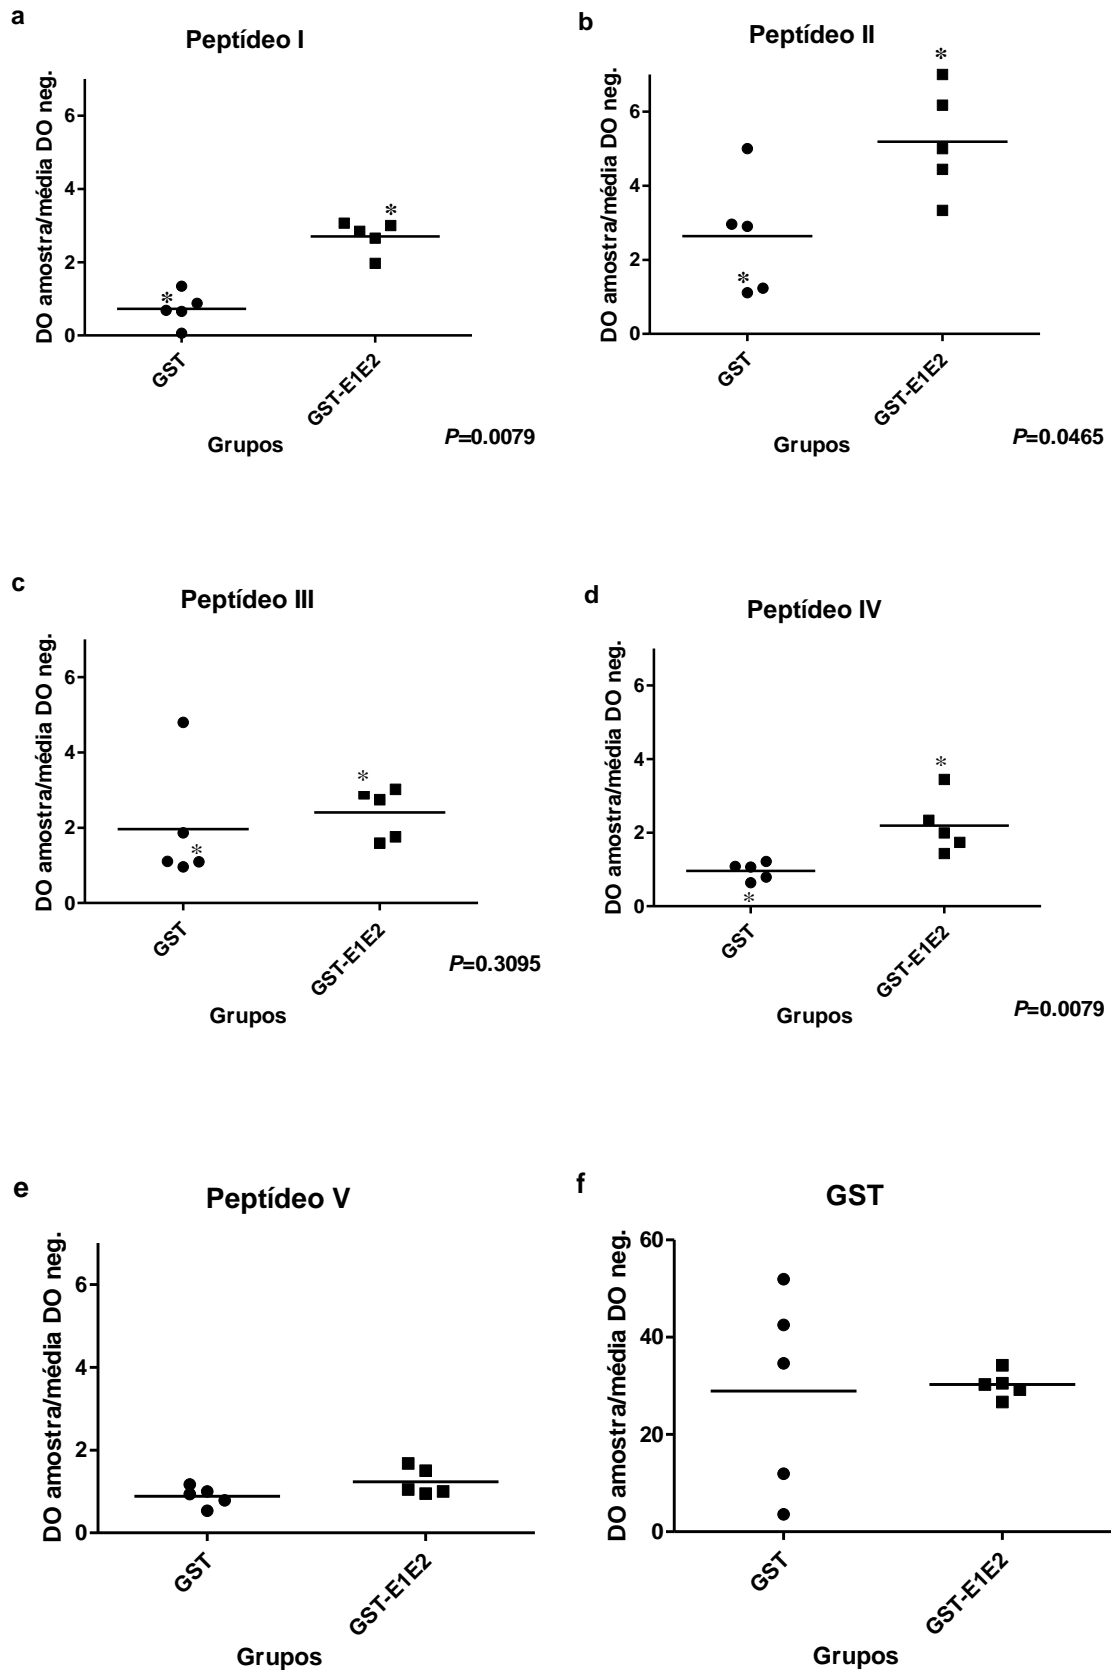 a
Peptídeo I
DO amostra/média DO neg.
6
4
2
0
*
*
GST
GST-E1E2
Grupos
P=0.0079
b
Peptídeo II
DO amostra/média DO neg.
6
4
2
0
*
*
GST
GST-E1E2
Grupos
P=0.0465
c
Peptídeo III
DO amostra/média DO neg.
6
4
2
0
*
*
GST
GST-E1E2
Grupos
P=0.3095
d
Peptídeo IV
DO amostra/média DO neg.
6
4
2
0
*
*
GST
GST-E1E2
Grupos
P=0.0079
e
Peptídeo V
DO amostra/média DO neg.
6
4
2
0
GST
GST-E1E2
Grupos
f
GST
DO amostra/média DO neg.
60
40
20
0
GST
GST-E1E2
Grupos